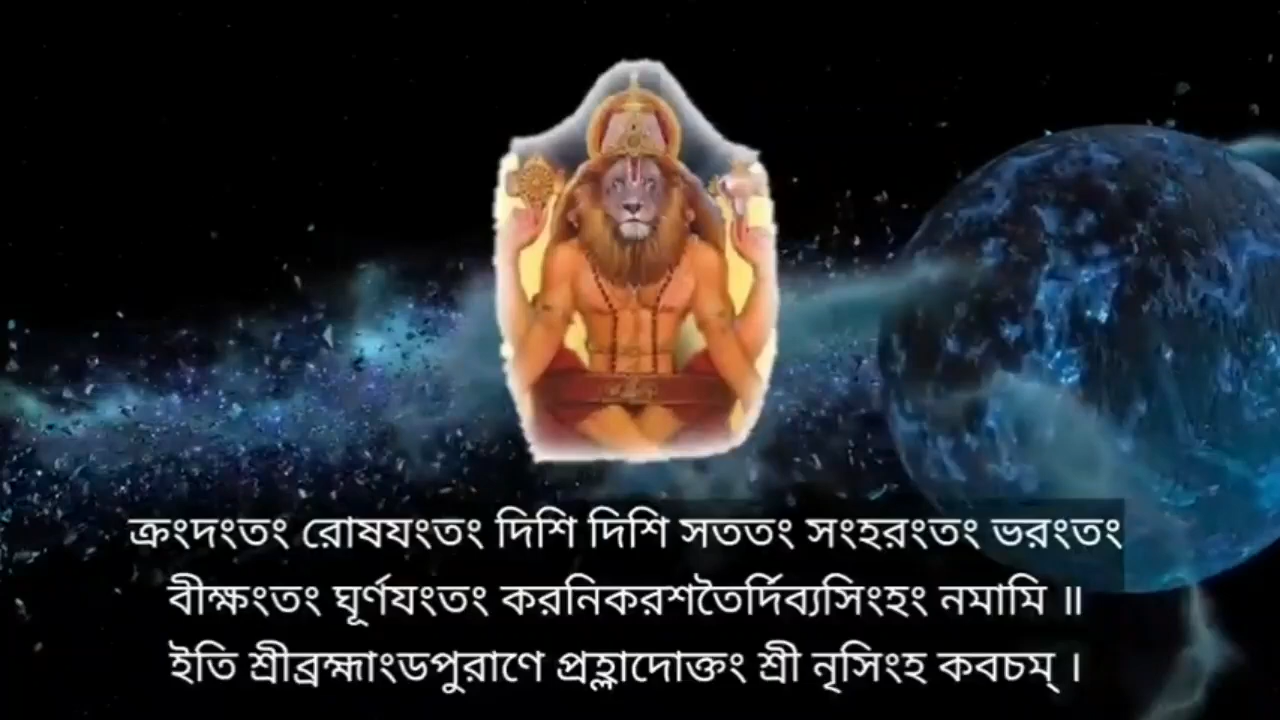 ক্রংদংতং রোষযংতং দিশি দিশি সততং সংহরংতং ভরংতং
বীক্ষংতং ঘূর্ণযংতং করনিকরশতৈর্দিব্যসিংহং নমামি ॥
ইতি শ্রীব্রহ্মাংডপুরাণে প্রহ্লাদোক্তং শ্রী নৃসিংহ কবচম্ ।